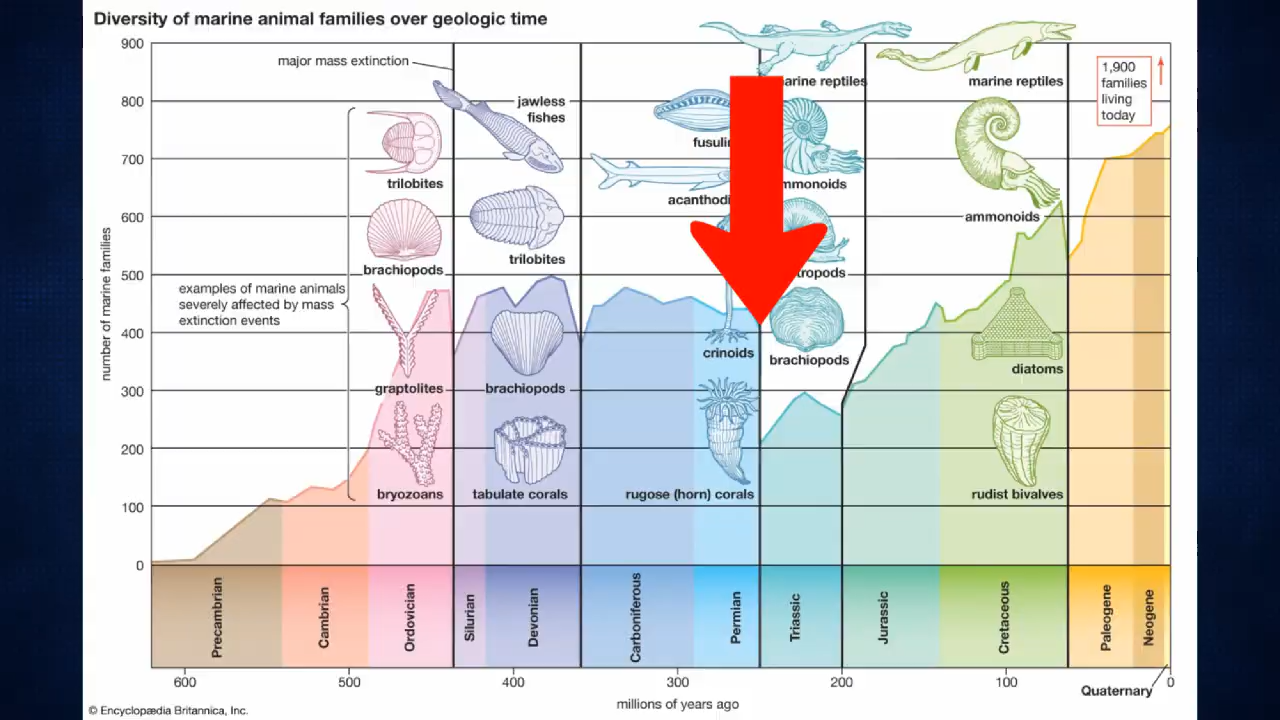 Diversity of marine animal families over geologic time
900
800
700
600
500
400
300
200
100
0
number of marine families
major mass extinction
examples of marine animals
severely affected by mass
extinction events
trilobites
brachiopods
graptolites
bryozoans
jawless
fishes
trilobites
brachiopods
tabulate corals
crinoids
rugose (horn) corals
reptiles
brachiopods
marine reptiles
ammonoids
diatoms
rudist bivalves
1,900
families
living
today
Precambrian
Cambrian
Ordovician
Silurian
Devonian
Carboniferous
Permian
Triassic
Jurassic
Cretaceous
Paleogene
Neogene
Quaternary
600
500
400
300
200
100
0
millions of years ago
© Encyclopædia Britannica, Inc.